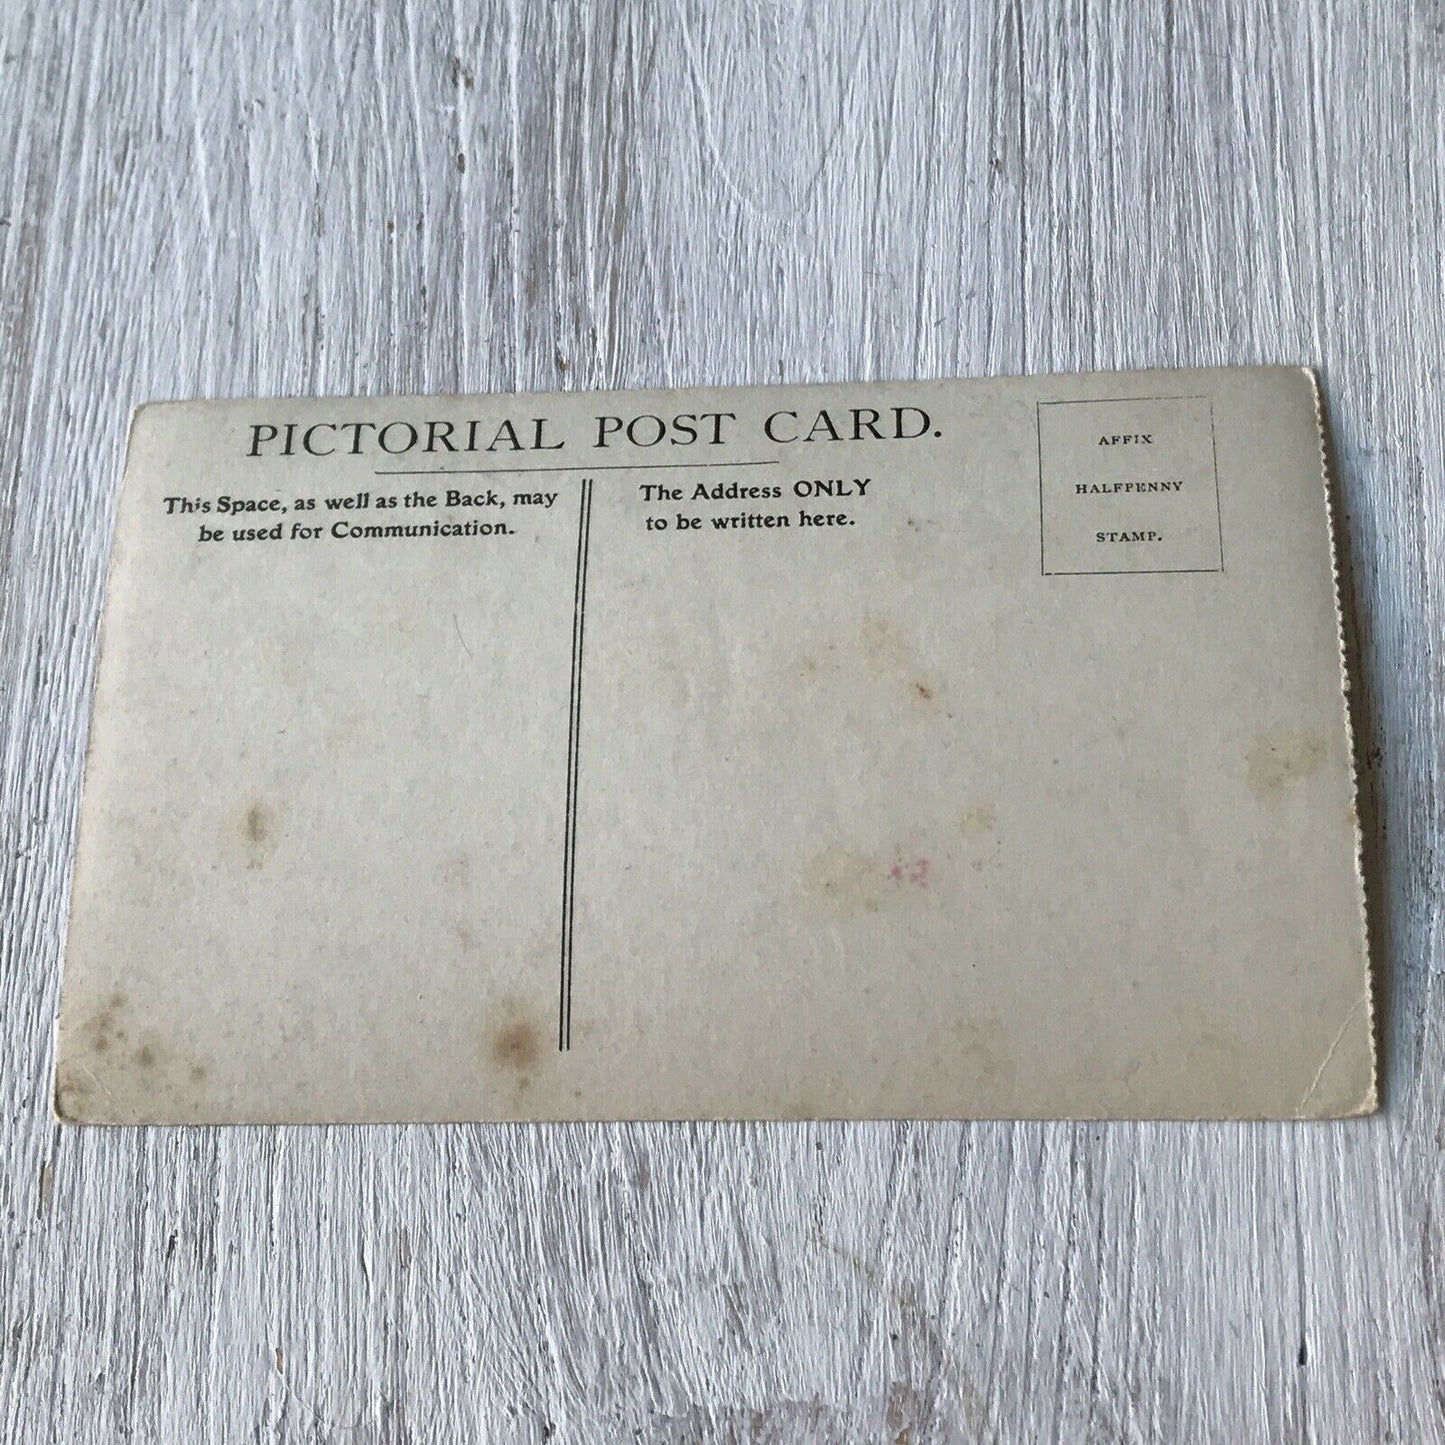 PICTORIAL POST CARD.
This Space, as well as the Back, may
be used for Communication.
The Address ONLY
to be written here.
AFFIX
HALFPENNY
STAMP.